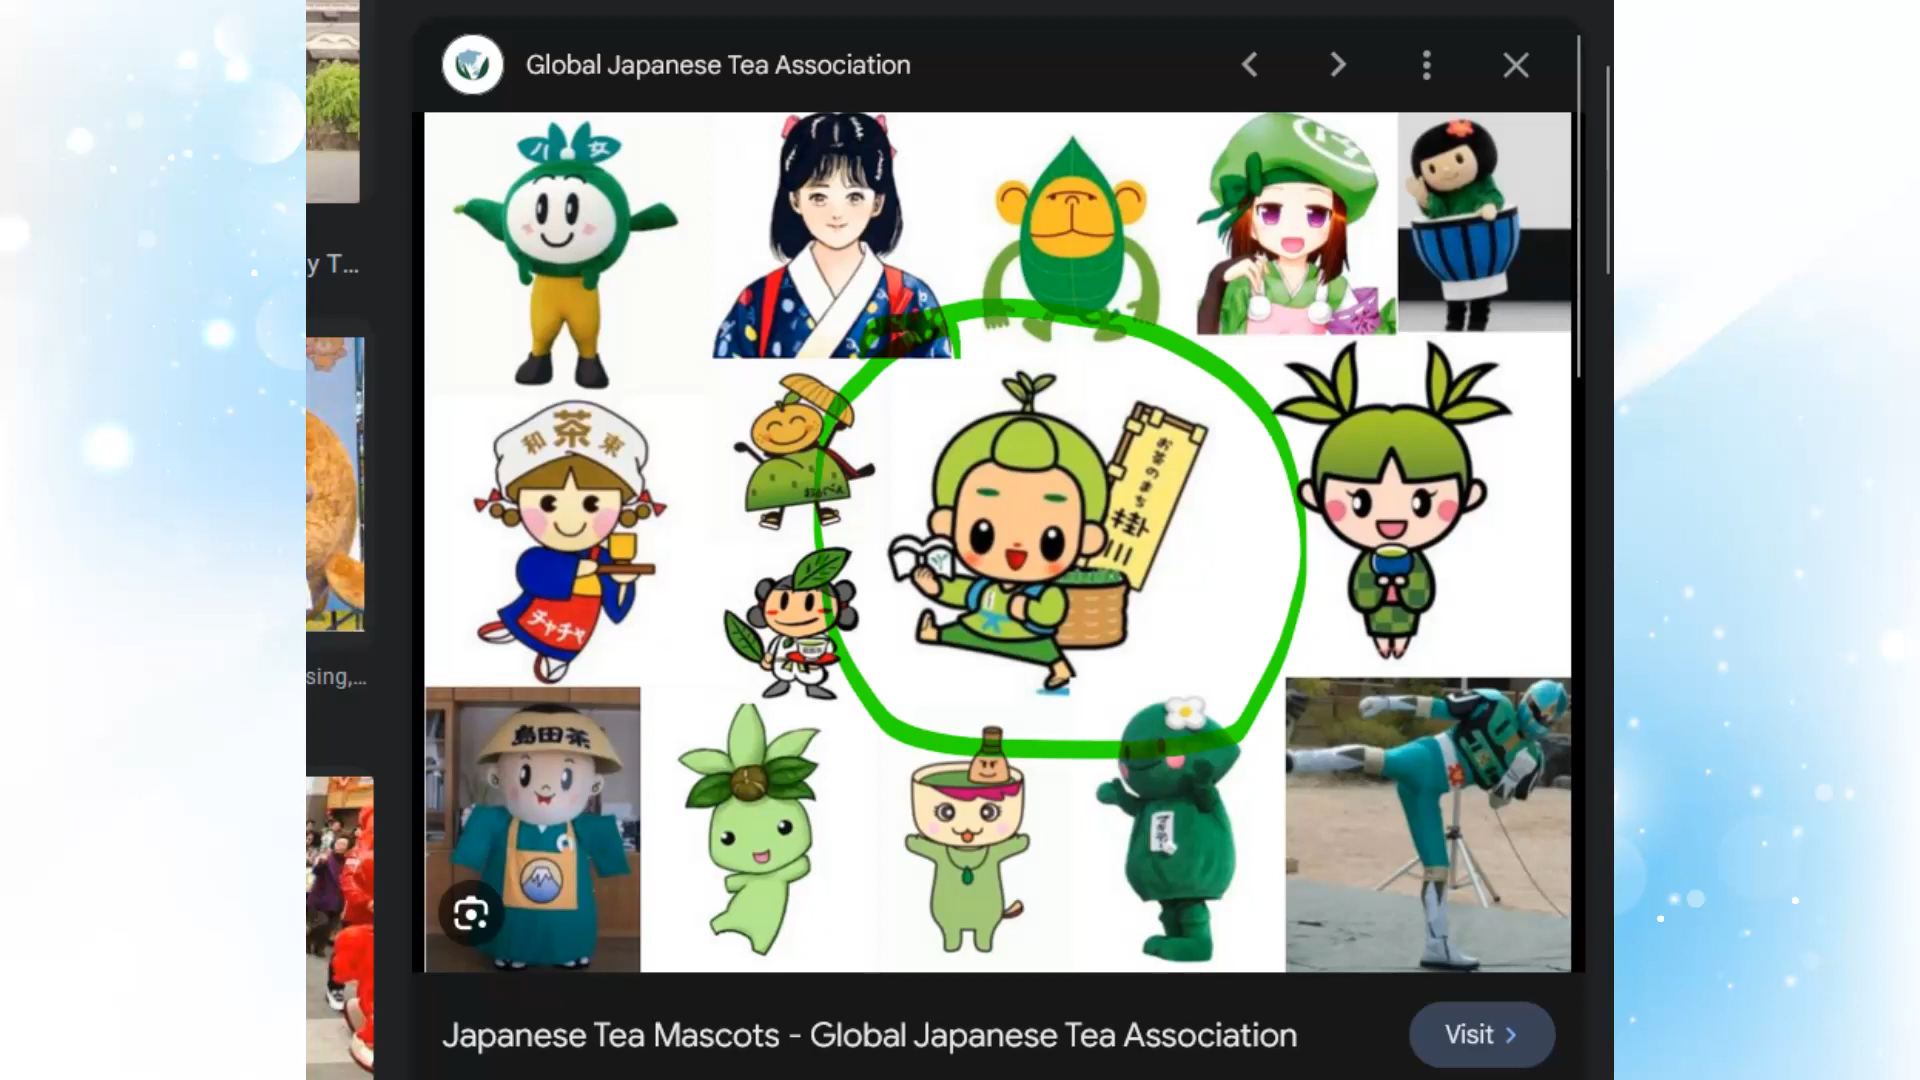 Global Japanese Tea Association
八女
y T...
和茶東
お茶のまち
掛川
チャチャ
sing,...
島田茶
Japanese Tea Mascots - Global Japanese Tea Association
Visit